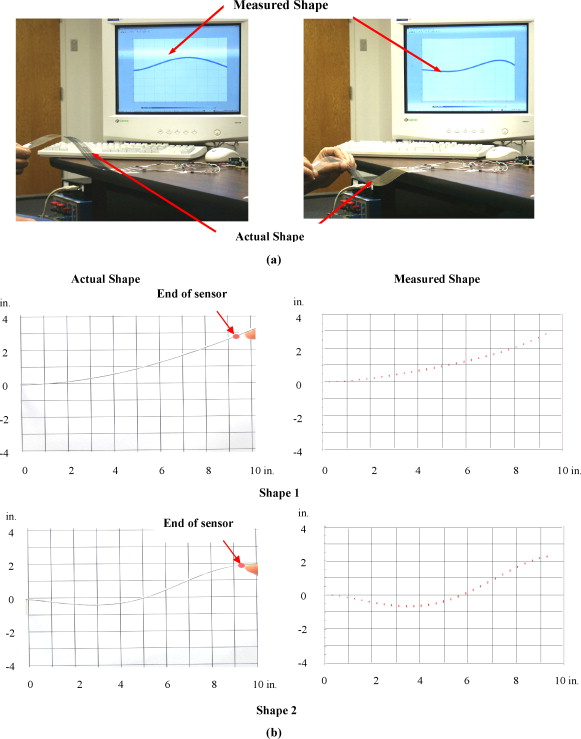 Measured Shape
Actual Shape
(a)
Actual Shape
Measured Shape
End of sensor
in.
4
2
0
-2
-4
0 2 4 6 8 10 in.
in.
4
2
0
-2
-4
0 2 4 6 8 10 in.
Shape 1
End of sensor
in.
4
2
0
-2
-4
0 2 4 6 8 10 in.
in.
4
2
0
-2
-4
0 2 4 6 8 10 in.
Shape 2
(b)